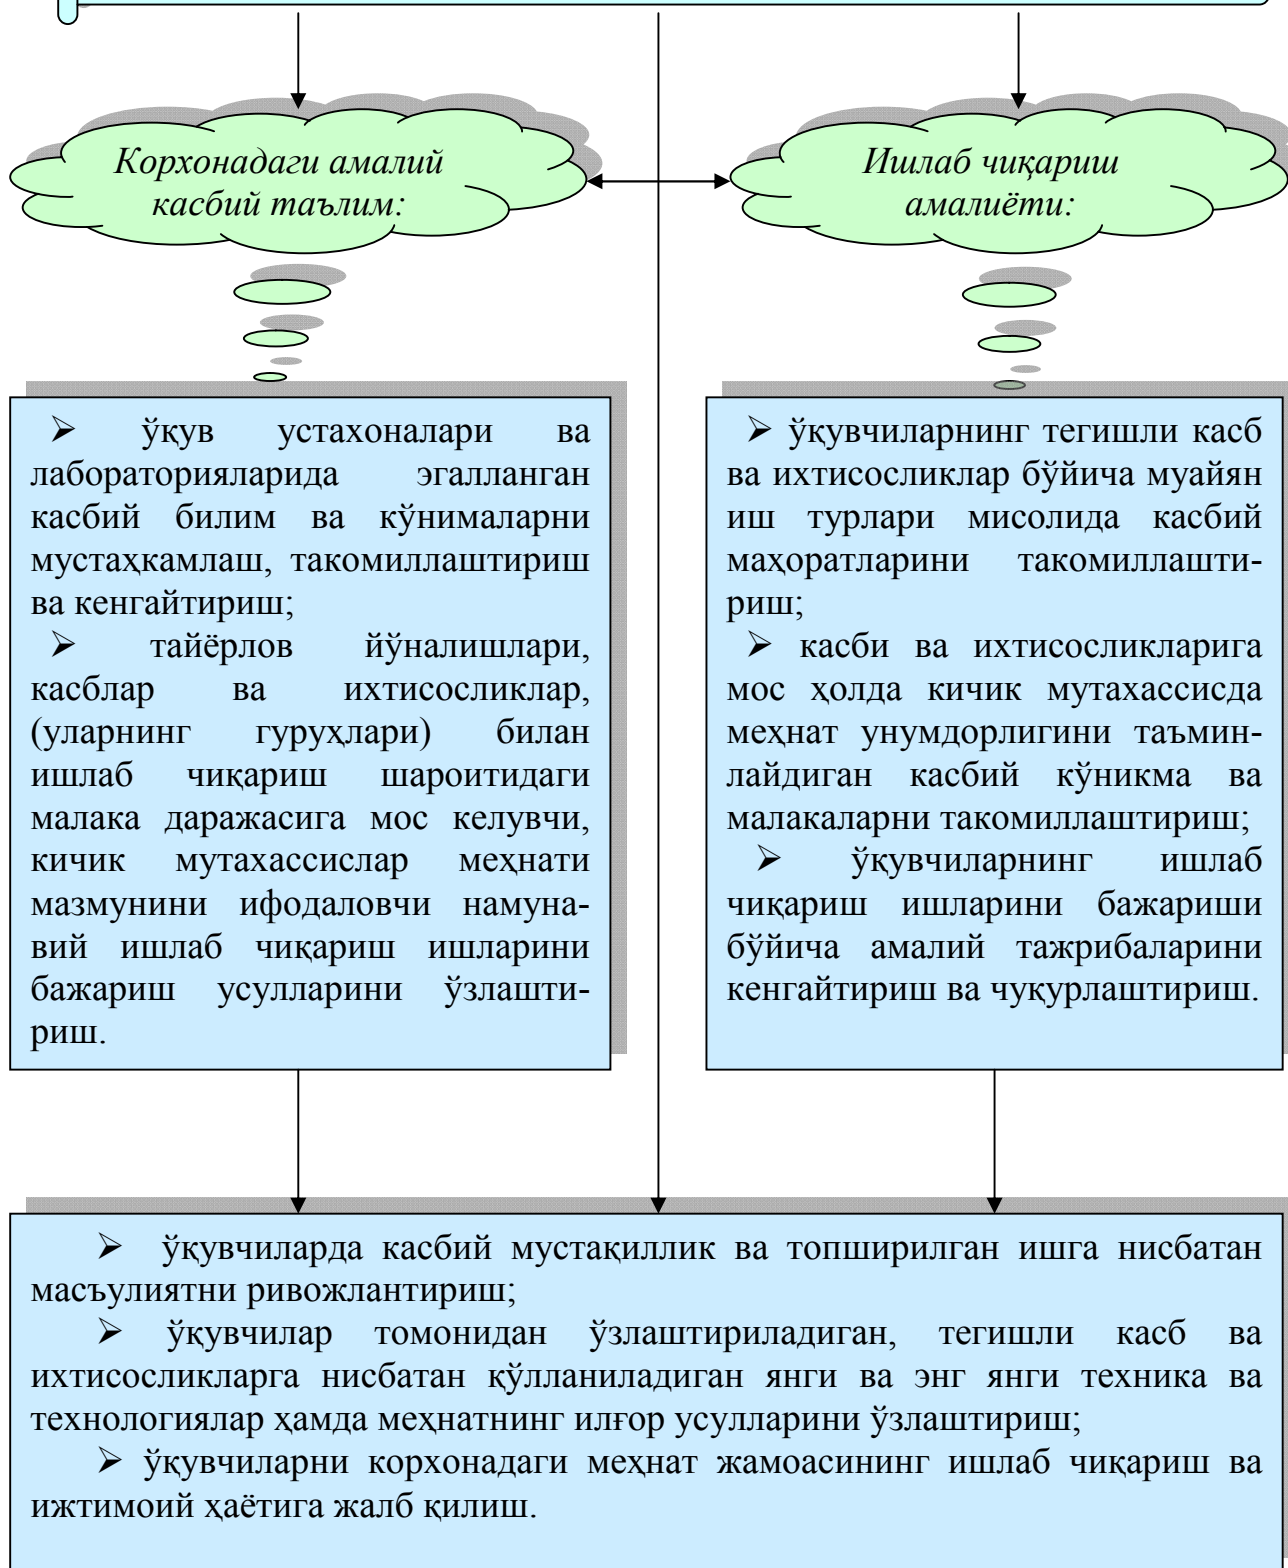 Корхонадаги амалий
касбий таълим:
Ишлаб чиқариш
амалиёти:
➢ ўқув устахоналари ва
лабораторияларида эгалланган
касбий билим ва кўнималарни
мустаҳкамлаш, такомиллаштириш
ва кенгайтириш;
➢ тайёрлов йўналишлари,
касблар ва ихтисосликлар,
(уларнинг гуруҳлари) билан
ишлаб чиқариш шароитидаги
малака даражасига мос келувчи,
кичик мутахассислар меҳнати
мазмунини ифодаловчи намуна-
вий ишлаб чиқариш ишларини
бажариш усулларини ўзлашти-
риш.
➢ ўқувчиларнинг тегишли касб
ва ихтисосликлар бўйича муайян
иш турлари мисолида касбий
маҳоратларини такомиллашти-
риш;
➢ касби ва ихтисосликларига
мос ҳолда кичик мутахассисда
меҳнат унумдорлигини таъмин-
лайдиган касбий кўникма ва
малакаларни такомиллаштириш;
➢ ўқувчиларнинг ишлаб
чиқариш ишларини бажариши
бўйича амалий тажрибаларини
кенгайтириш ва чуқурлаштириш.
➢ ўқувчиларда касбий мустақиллик ва топширилган ишга нисбатан
масъулиятни ривожлантириш;
➢ ўқувчилар томонидан ўзлаштириладиган, тегишли касб ва
ихтисосликларга нисбатан қўлланиладиган янги ва энг янги техника ва
технологиялар ҳамда меҳнатнинг илғор усулларини ўзлаштириш;
➢ ўқувчиларни корхонадаги меҳнат жамоасининг ишлаб чиқариш ва
ижтимоий ҳаётига жалб қилиш.